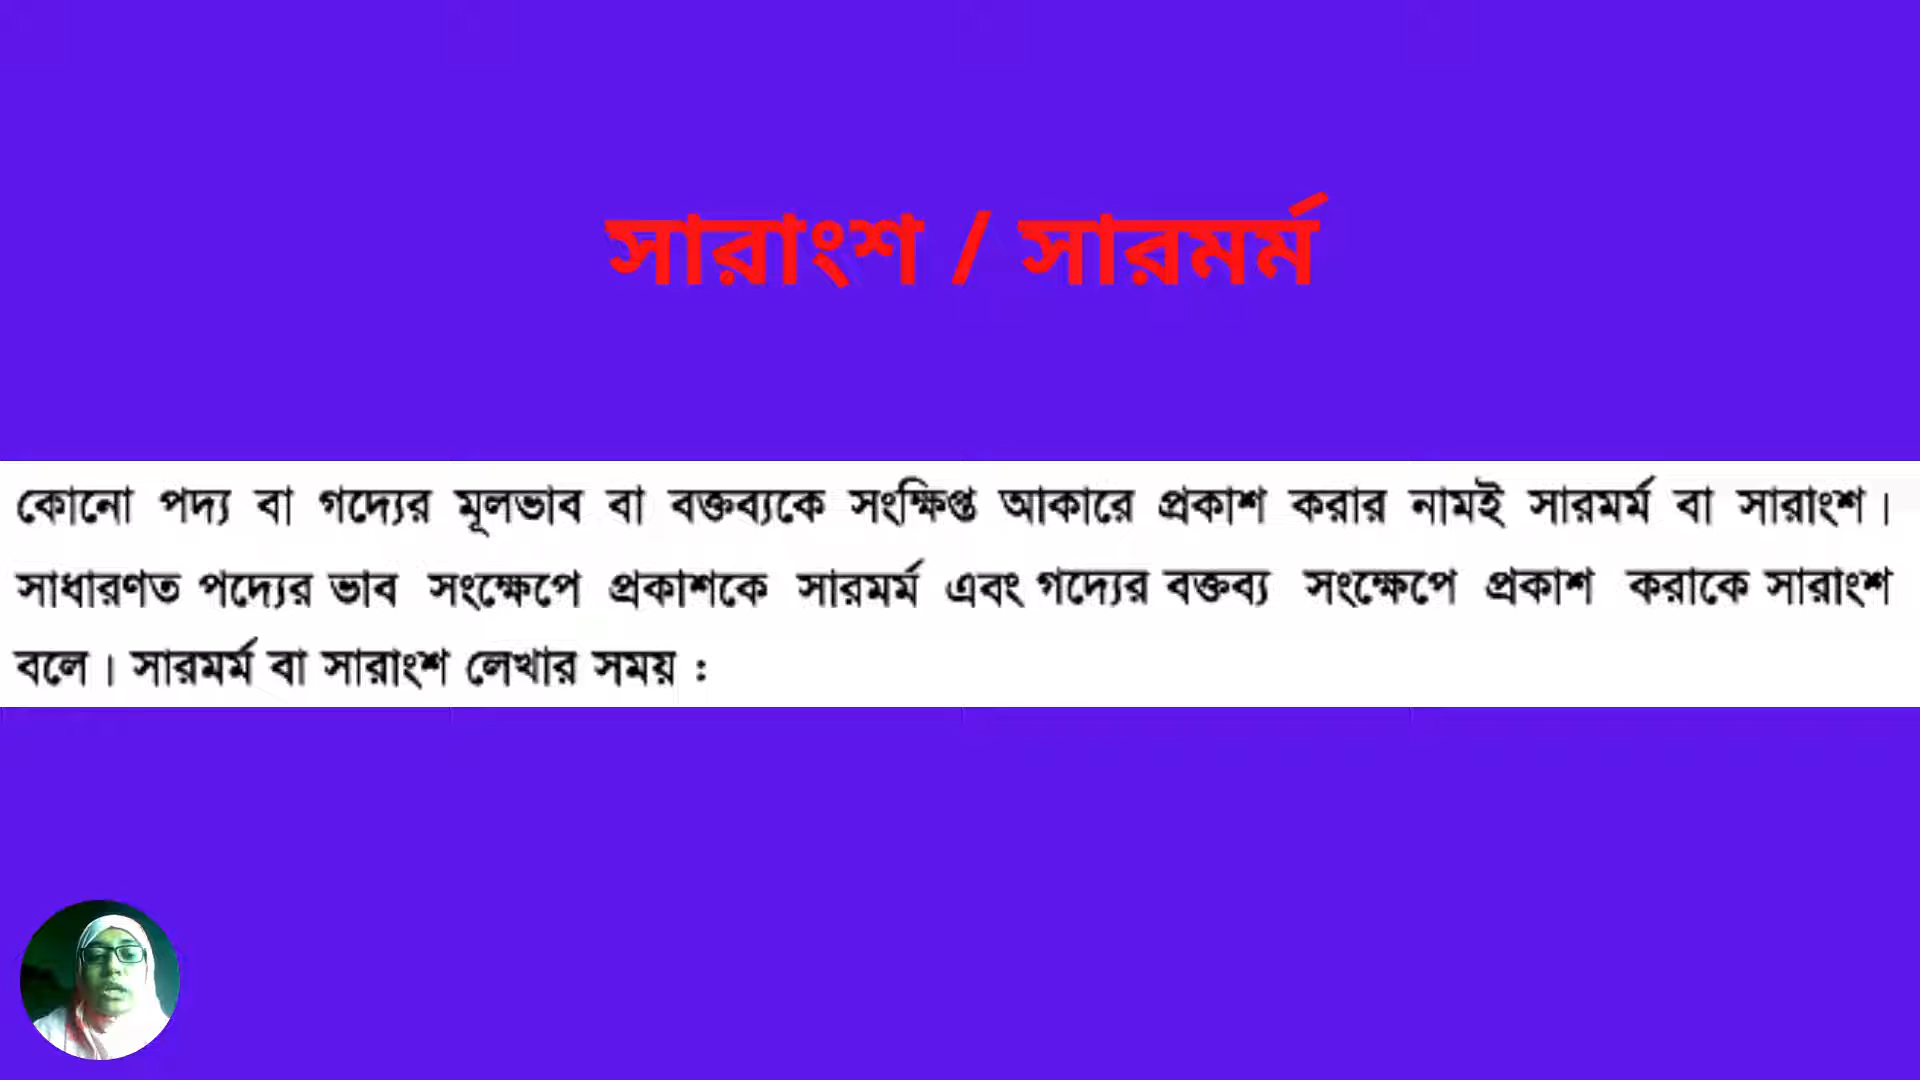 সারাংশ / সারমর্ম
কোনো পদ্য বা গদ্যের মূলভাব বা বক্তব্যকে সংক্ষিপ্ত আকারে প্রকাশ করার নামই সারমর্ম বা সারাংশ।
সাধারণত পদ্যের ভাব সংক্ষেপে প্রকাশকে সারমর্ম এবং গদ্যের বক্তব্য সংক্ষেপে প্রকাশ করাকে সারাংশ
বলে। সারমর্ম বা সারাংশ লেখার সময় :